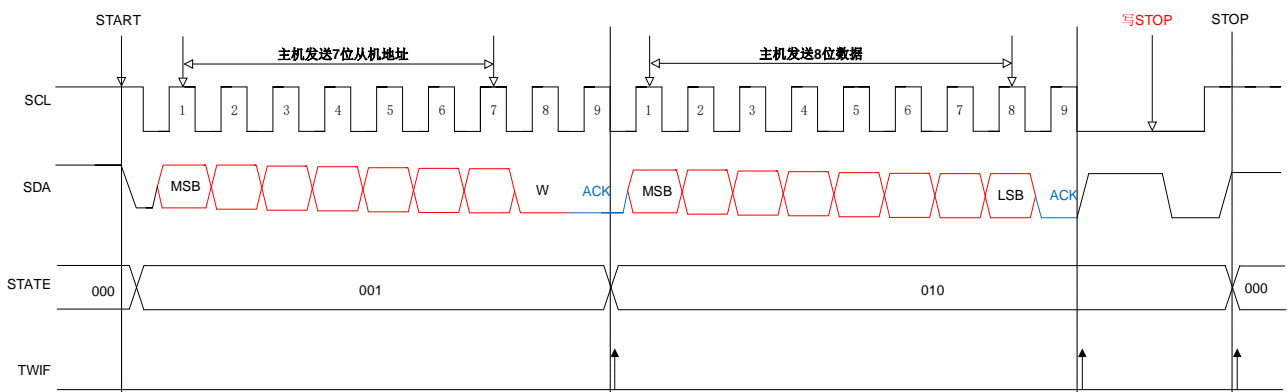 START
写STOP
STOP
主机发送7位从机地址
主机发送8位数据
SCL
1 2 3 4 5 6 7 8 9 1 2 3 4 5 6 7 8 9
SDA
MSB W ACK MSB LSB ACK
STATE
000 001 010 000
TWIF